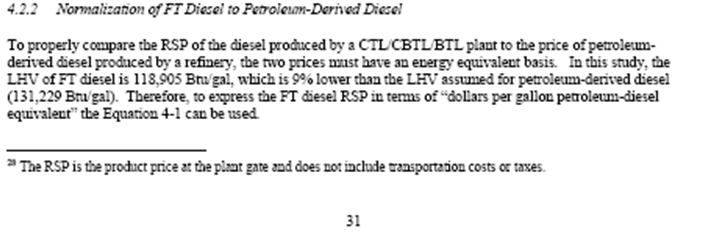 4.2.2 Normalization of FT Diesel to Petroleum-Derived Diesel
To properly compare the RSP of the diesel produced by a CTL/CBTL/BTL plant to the price of petroleum-
derived diesel produced by a refinery, the two prices must have an energy equivalent basis. In this study, the
LHV of FT diesel is 118,905 Btu/gal, which is 9% lower than the LHV assumed for petroleum-derived diesel
(131,229 Btu/gal). Therefore, to express the FT diesel RSP in terms of “dollars per gallon petroleum-diesel
equivalent” the Equation 4-1 can be used.
28 The RSP is the product price at the plant gate and does not include transportation costs or taxes.
31